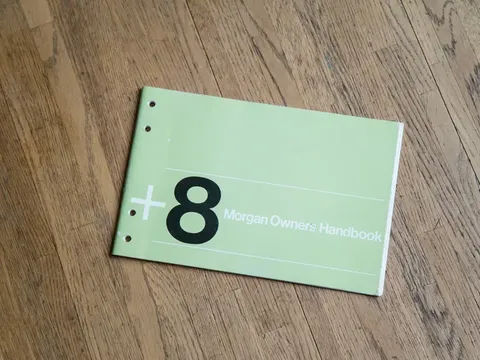 +8 Morgan Owners Handbook